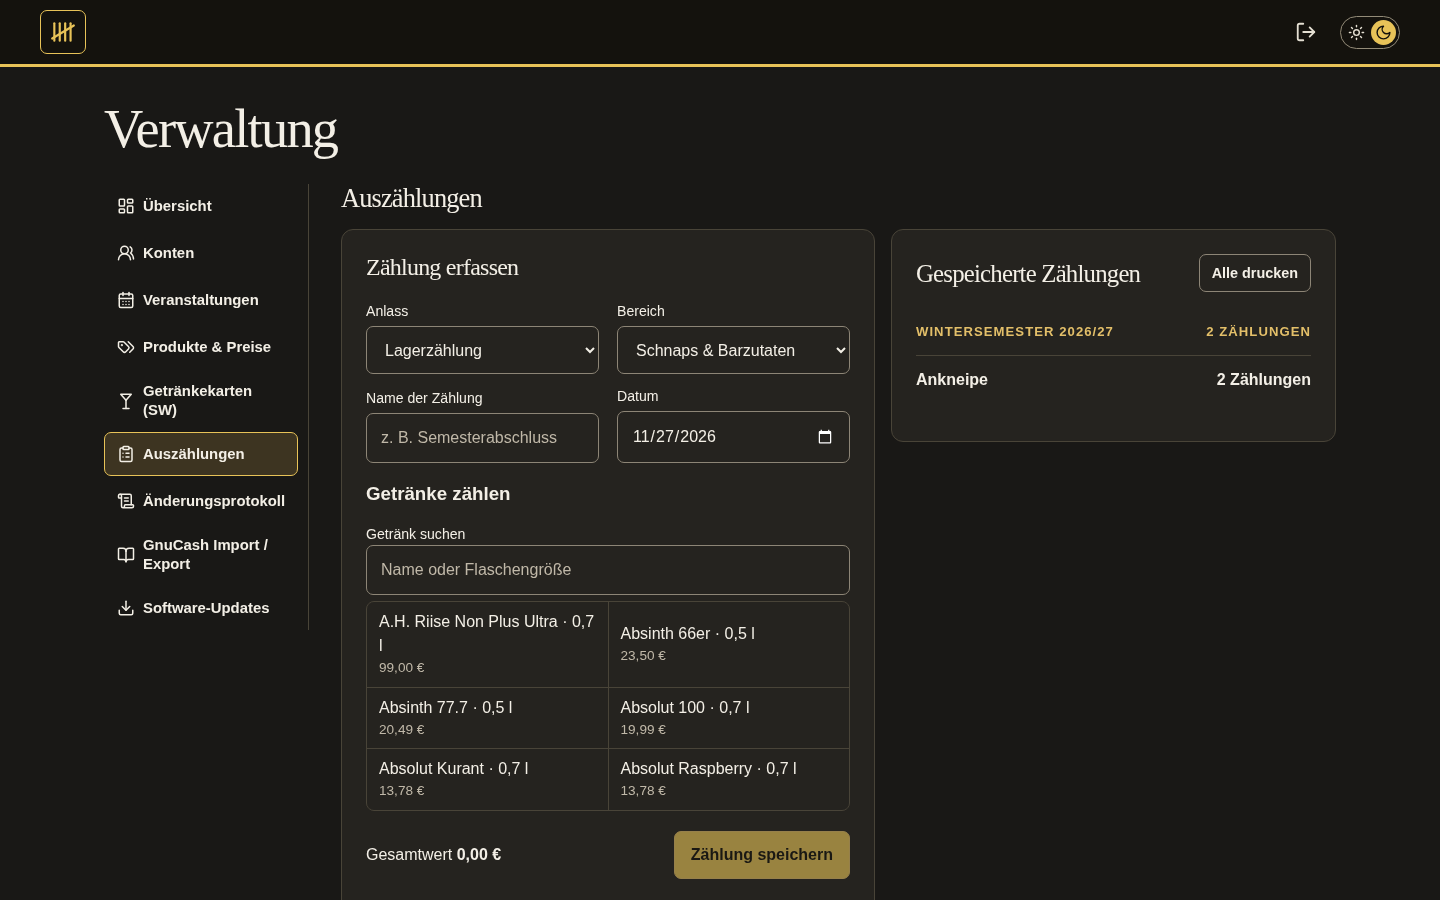 Verwaltung
Übersicht
Konten
Veranstaltungen
Produkte & Preise
Getränkekarten
(SW)
Auszählungen
Änderungsprotokoll
GnuCash Import /
Export
Software-Updates
Auszählungen
Zählung erfassen
Anlass
Bereich
Lagerzählung
Schnaps & Barzutaten
Name der Zählung
Datum
z. B. Semesterabschluss
11/27/2026
Getränke zählen
Getränk suchen
Name oder Flaschengröße
A.H. Riise Non Plus Ultra · 0,7
l
99,00 €
Absinth 66er · 0,5 l
23,50 €
Absinth 77.7 · 0,5 l
20,49 €
Absolut 100 · 0,7 l
19,99 €
Absolut Kurant · 0,7 l
13,78 €
Absolut Raspberry · 0,7 l
13,78 €
Gesamtwert 0,00 €
Zählung speichern
Gespeicherte Zählungen
Alle drucken
WINTERSEMESTER 2026/27
2 ZÄHLUNGEN
Ankneipe
2 Zählungen